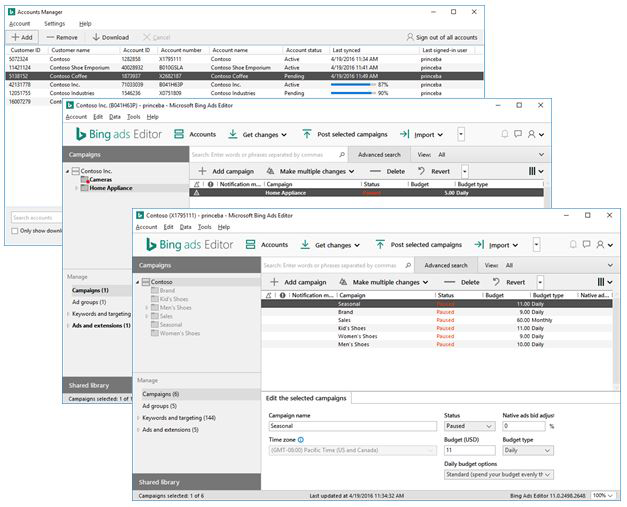 Accounts Manager
Account Settings Help
Add Remove Download Cancel Sign out of all accounts
Customer ID Customer name Account ID Account number Account name Account status Last synced Last signed-in user
5072324 Contoso 1282858 X1795111 Contoso Active 4/19/2016 11:34 AM princeba
11421124 Contoso Shoe Emporium 40028932 B010GSLA Contoso Shoe Emporium Active 4/19/2016 11:41 AM princeba
5138152 Contoso Coffee 1873937 X2682187 Contoso Coffee Pending 4/19/2016 11:49 AM princeba
42131778 Contoso Inc. 71033039 B041H63P Contoso Inc. Active 87% princeba
12051755 Contoso Industries 1546236 X0751809 Contoso Industries Pending 90% princeba
16007279
Search accounts
Only show downl
Contoso Inc. (B041H63P) - princeba - Microsoft Bing Ads Editor
Account Edit Data Tools Help
Bing ads Editor Accounts Get changes Post selected campaigns Import
Campaigns Search: Enter words or phrases separated by commas Advanced search View: All
Contoso Inc.
Cameras
Home Appliance
Add campaign Make multiple changes Delete Revert
Notification m... Campaign Status Budget Budget type
Home Appliance Paused 5.00 Daily
Manage
Campaigns (1)
Ad groups (1)
Keywords and targeting
Ads and extensions (1)
Shared library
Campaigns selected: 1 of 1
Contoso (X1795111) - princeba - Microsoft Bing Ads Editor
Account Edit Data Tools Help
Bing ads Editor Accounts Get changes Post selected campaigns Import
Campaigns Search: Enter words or phrases separated by commas Advanced search View: All
Contoso
Brand
Kid's Shoes
Men's Shoes
Sales
Seasonal
Women's Shoes
Add campaign Make multiple changes Delete Revert
Notification m... Campaign Status Budget Budget type Native ad...
Seasonal Paused 11.00 Daily
Brand Paused 9.00 Daily
Sales Paused 60.00 Monthly
Kid's Shoes Paused 11.00 Daily
Women's Shoes Paused 9.00 Daily
Men's Shoes Paused 10.00 Daily
Manage
Campaigns (6)
Ad groups (5)
Keywords and targeting (144)
Ads and extensions (5)
Shared library
Edit the selected campaigns
Campaign name Status Native ads bid adjust
Seasonal Paused 0 %
Time zone Budget (USD) Budget type
(GMT-08:00) Pacific Time (US and Canada) 11 Daily
Daily budget options
Standard (spend your budget evenly th
Campaigns selected: 1 of 6 Last updated at 4/19/2016 11:34:32 AM Bing Ads Editor 11.0.2498.2648 100%